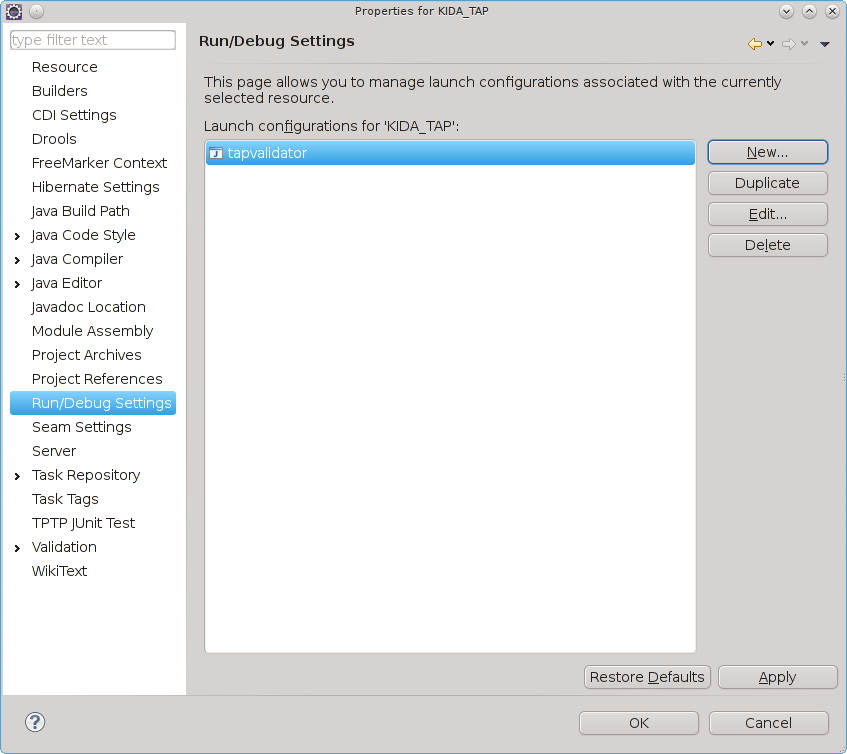 Properties for KIDA_TAP
type filter text
Resource
Builders
CDI Settings
Drools
FreeMarker Context
Hibernate Settings
Java Build Path
Java Code Style
Java Compiler
Java Editor
Javadoc Location
Module Assembly
Project Archives
Project References
Run/Debug Settings
Seam Settings
Server
Task Repository
Task Tags
TPTP JUnit Test
Validation
WikiText
Run/Debug Settings
This page allows you to manage launch configurations associated with the currently
selected resource.
Launch configurations for 'KIDA_TAP':
tapvalidator
New...
Duplicate
Edit...
Delete
Restore Defaults
Apply
OK
Cancel